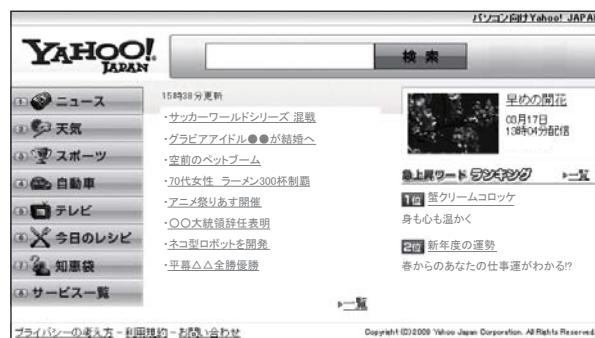 パソコン向けYahoo! JAPA
YAHOO!
JAPAN
検索
1 ニュース
2 天気
3 スポーツ
4 自動車
5 テレビ
6 今日のレシピ
7 知恵袋
8 サービス一覧
15時38分更新
・サッカーワールドシリーズ 混戦
・グラビアアイドル●●が結婚へ
・空前のペットブーム
・70代女性 ラーメン300杯制覇
・アニメ祭りあす開催
・〇〇大統領辞任表明
・ネコ型ロボットを開発
・平幕△△全勝優勝
▶一覧
早めの開花
03月17日
13時04分配信
急上昇ワード ランキング ▶一覧
1位 蟹クリームコロッケ
身も心も温かく
2位 新年度の運勢
春からのあなたの仕事運がわかる!?
プライバシーの考え方 - 利用規約 - お問い合わせ
Copyright (C) 2009 Yahoo Japan Corporation. All Rights Reserved.